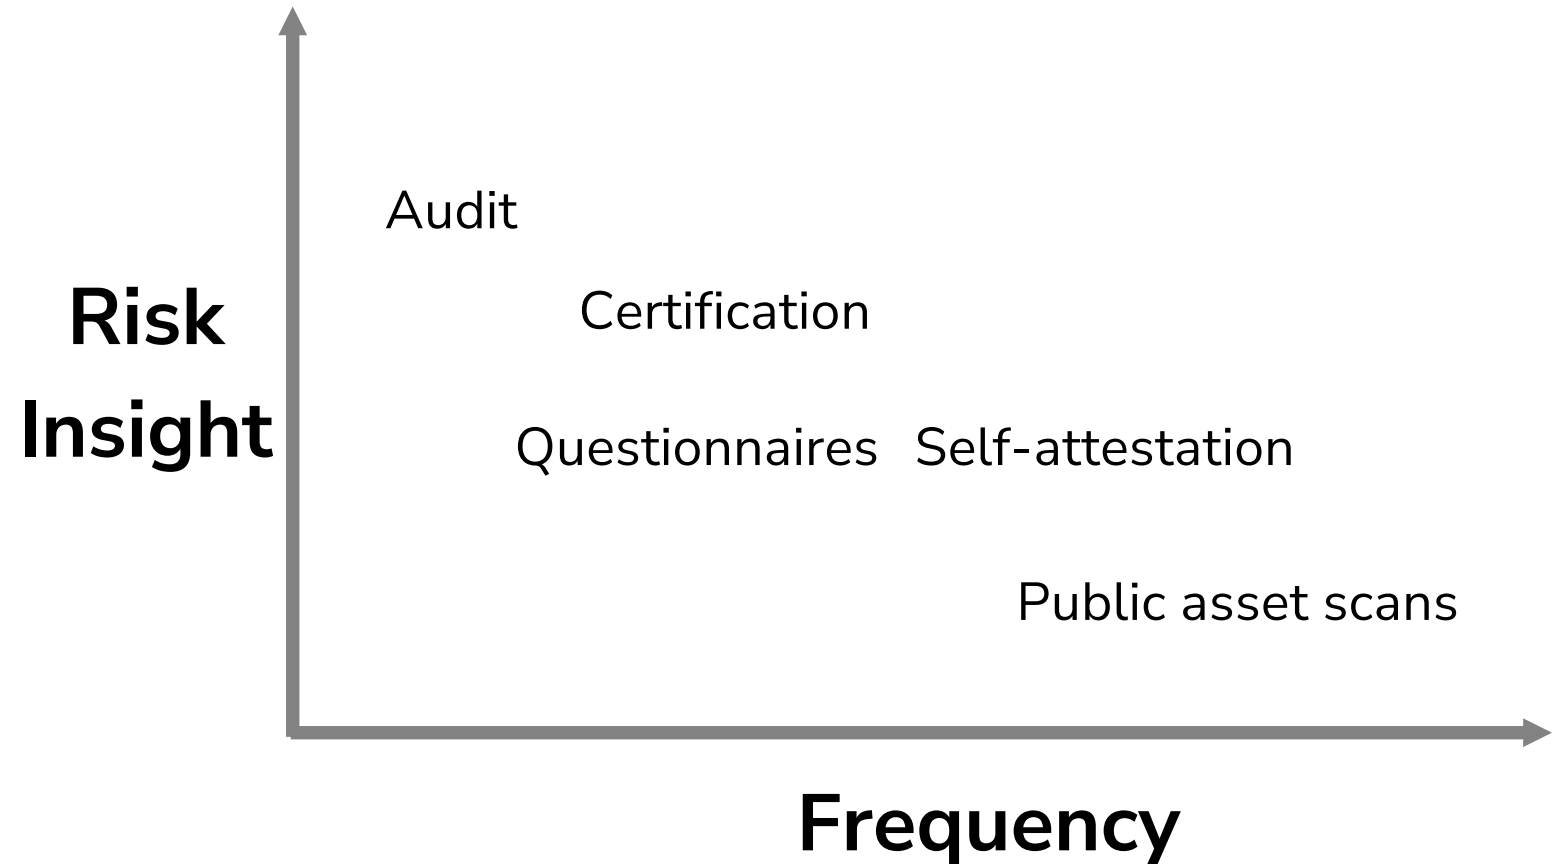 Audit
Certification
Risk
Insight
Questionnaires Self-attestation
Public asset scans
Frequency